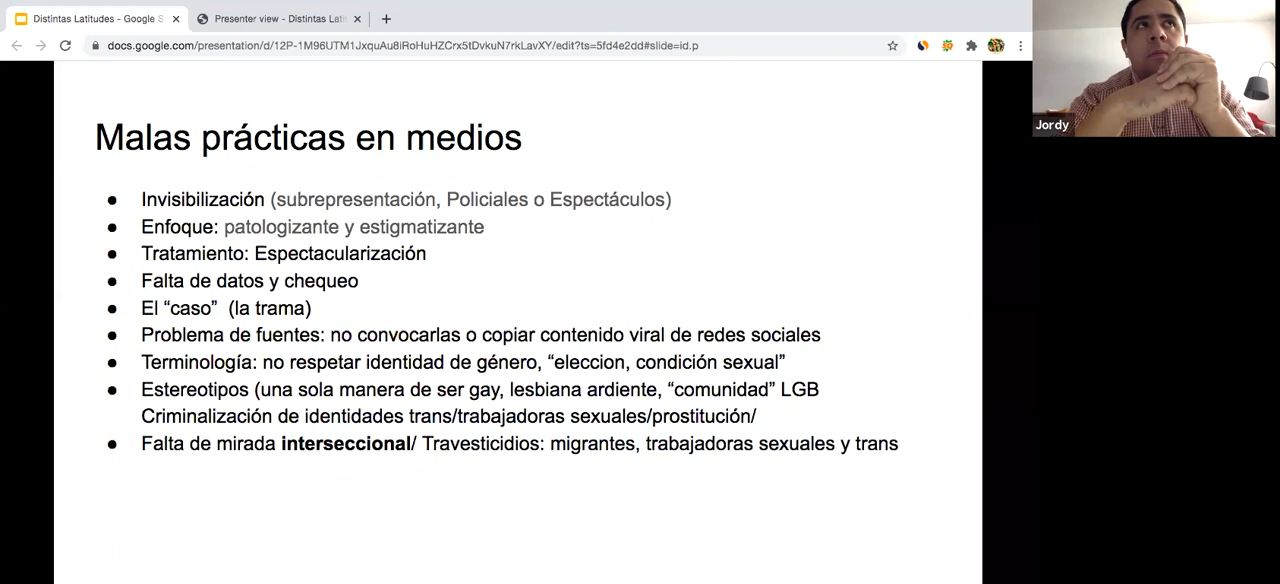 Distintas Latitudes - Google S
Presenter view - Distintas Lati
docs.google.com/presentation/d/12P-1M96UTM1JxquAu8iRoHuHZCrx5tDvkuN7rkLavXY/edit?ts=5fd4e2dd#slide=id.p
Jordy
Malas prácticas en medios
● Invisibilización (subrepresentación, Policiales o Espectáculos)
● Enfoque: patologizante y estigmatizante
● Tratamiento: Espectacularización
● Falta de datos y chequeo
● El “caso” (la trama)
● Problema de fuentes: no convocarlas o copiar contenido viral de redes sociales
● Terminología: no respetar identidad de género, “eleccion, condición sexual”
● Estereotipos (una sola manera de ser gay, lesbiana ardiente, “comunidad” LGB
Criminalización de identidades trans/trabajadoras sexuales/prostitución/
● Falta de mirada interseccional/ Travesticidios: migrantes, trabajadoras sexuales y trans